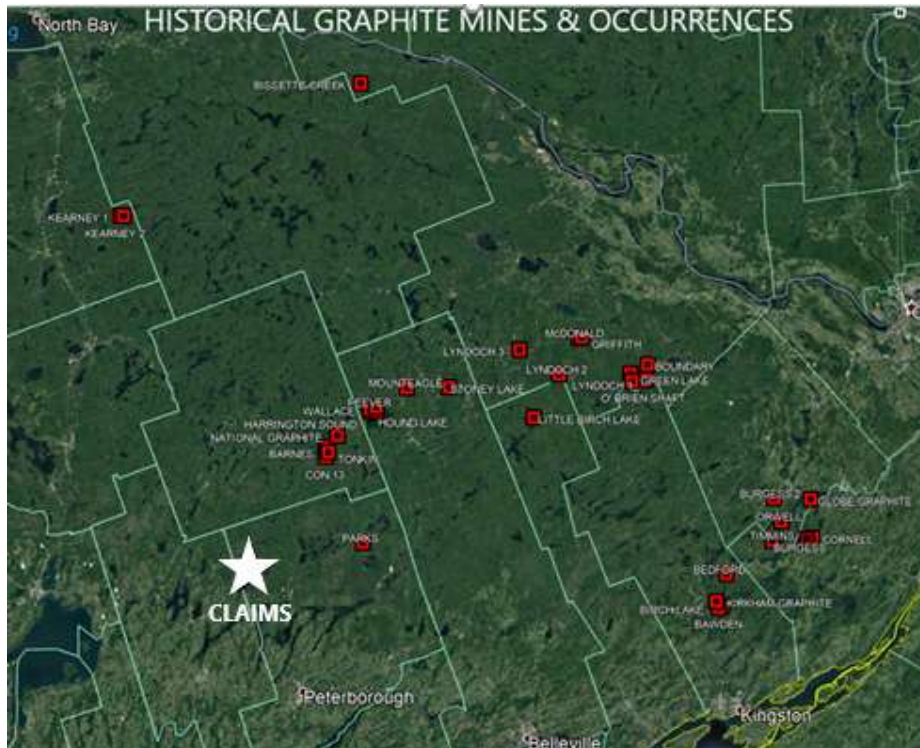 HISTORICAL GRAPHITE MINES & OCCURRENCES
North Bay
BISSETTE CREEK
KEARNEY 1
KEARNEY 2
McDONALD
GRIFFITH
LYNDOCH 3
BOUNDARY
LYNDOCH 2
GREEN LAKE
LYNDOCH 1
O' BRIEN SHAFT
MOUNTEAGLE
STONEY LAKE
WALLACE
HOUND LAKE
LITTLE BIRCH LAKE
HARRINGTON SOUND
NATIONAL GRAPHITE
BARNES
TONKIN
CON 13
BURGESS 2
GLOBE GRAPHITE
ORWELL
TIMMINS
CORNELL
BURGESS
PARKS
BEDFORD
CLAIMS
BIRCH LAKE
KIRKHAM GRAPHITE
BAWDEN
Peterborough
Kingston
Belleville